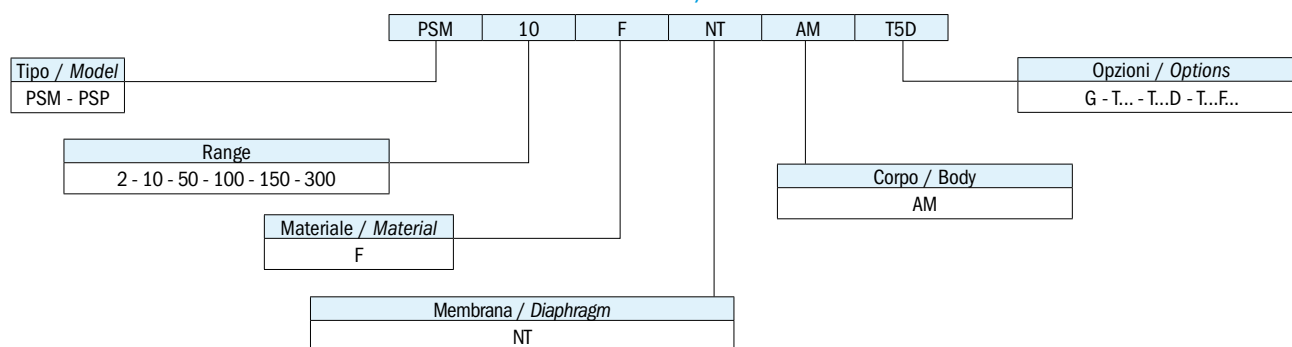 PSM 10 F NT AM T5D
Tipo / Model
PSM - PSP
Opzioni / Options
G - T... - T...D - T...F...
Range
2 - 10 - 50 - 100 - 150 - 300
Corpo / Body
AM
Materiale / Material
F
Membrana / Diaphragm
NT